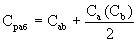 Cраб = Cab + Ca(Cb)/2